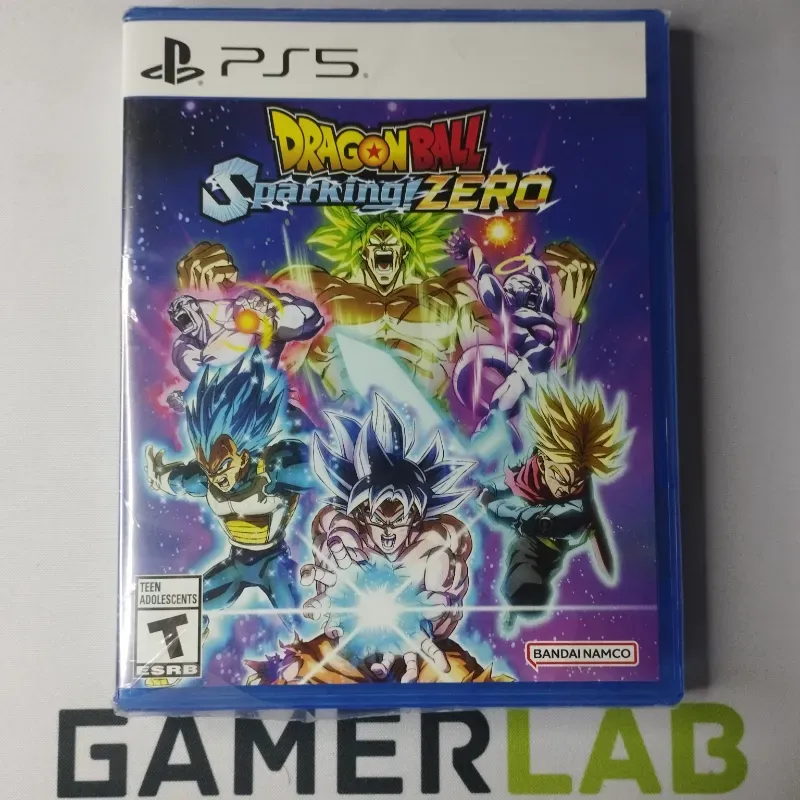 PS5
DRAGON BALL
Sparking! ZERO
TEEN
ADOLESCENTS
T
ESRB
BANDAI NAMCO
GAMERLAB